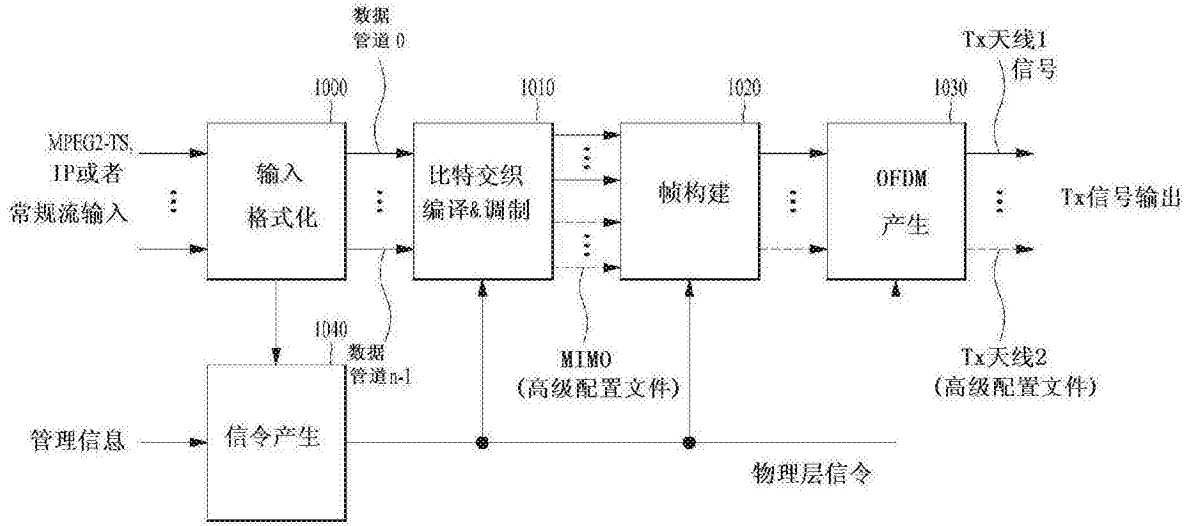 数据
管道 0
Tx天线1
信号
1000
1010
1020
1030
MPEG2-TS,
IP或者
常规流输入
输入
格式化
比特交织
编译&调制
帧构建
OFDM
产生
Tx信号输出
1040
数据
管道n-1
MIMO
(高级配置文件)
Tx天线2
(高级配置文件)
管理信息
信令产生
物理层信令